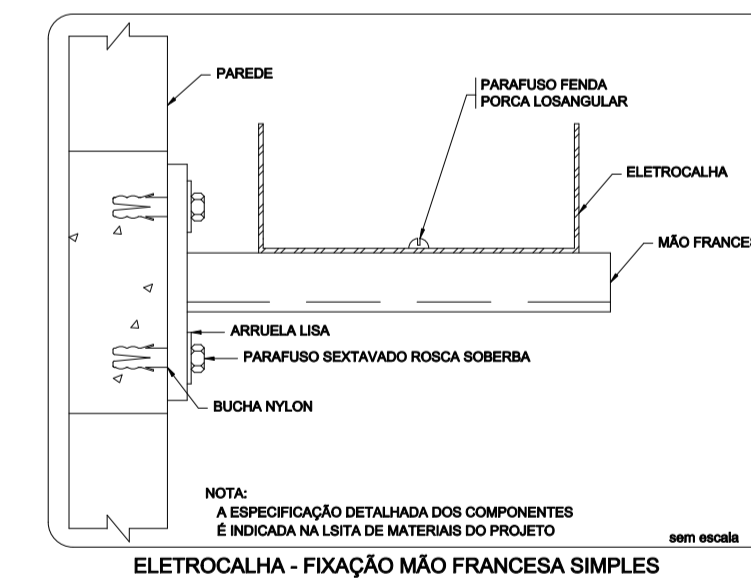 PAREDE
PARAFUSO FENDA
PORCA LOSANGULAR
ELETROCALHA
MÃO FRANCES
ARRUELA LISA
PARAFUSO SEXTAVADO ROSCA SOBERBA
BUCHA NYLON
NOTA:
A ESPECIFICAÇÃO DETALHADA DOS COMPONENTES
É INDICADA NA LSITA DE MATERIAIS DO PROJETO
sem escala
ELETROCALHA - FIXAÇÃO MÃO FRANCESA SIMPLES